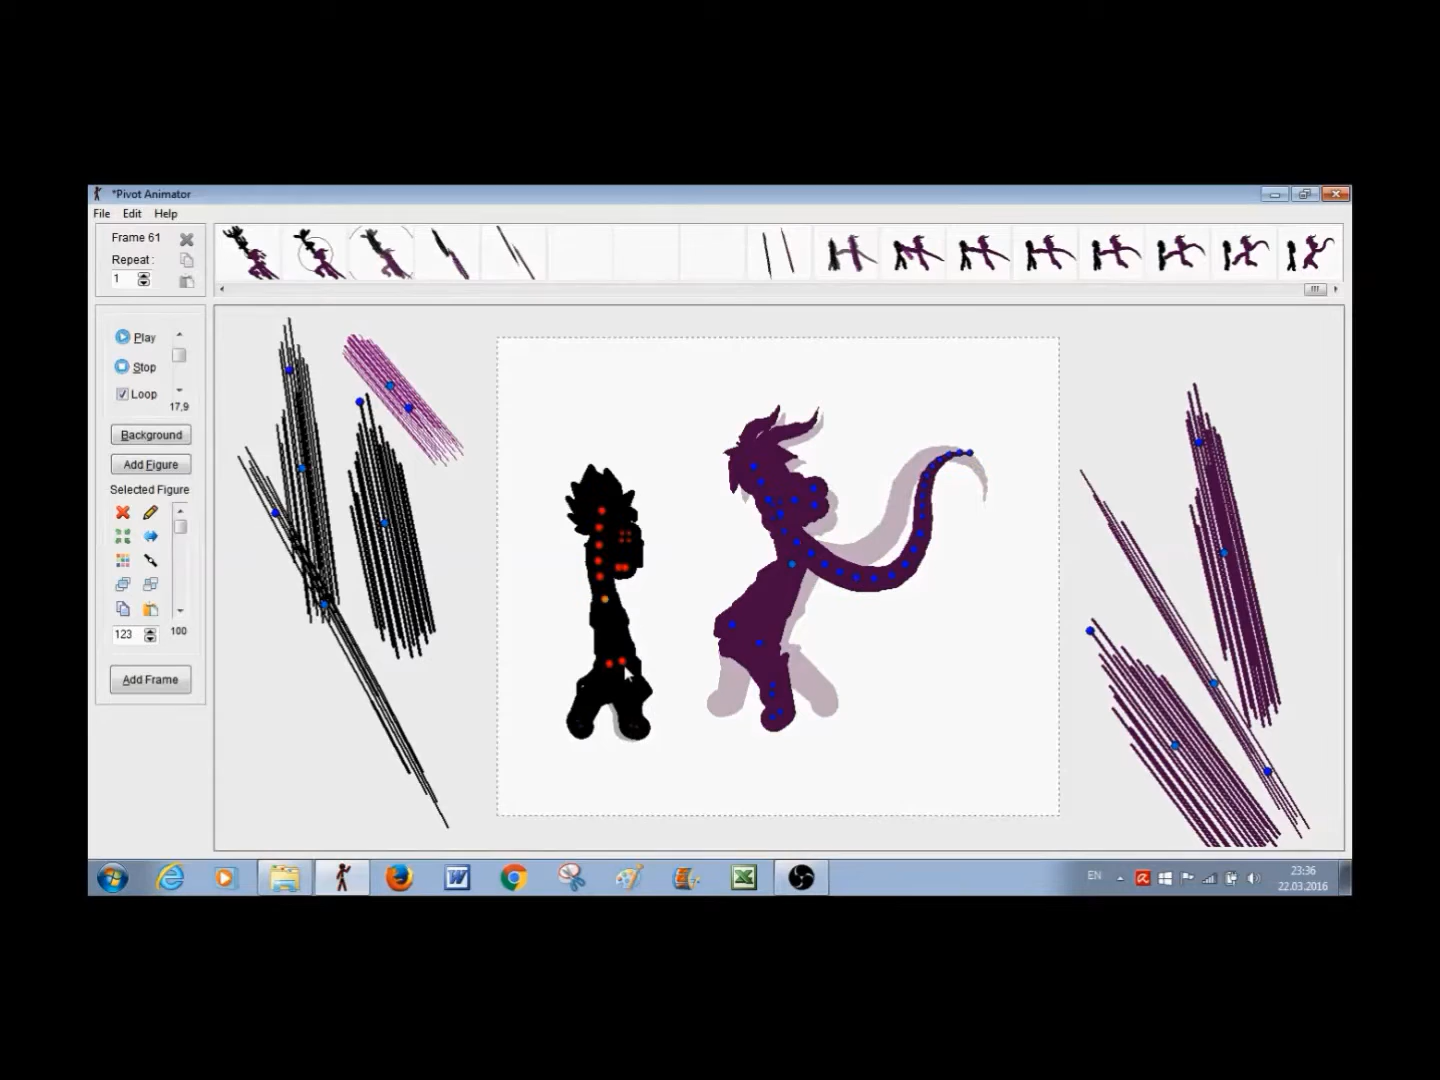 *Pivot Animator
File Edit Help
Frame 61
Repeat :
1
Play
Stop
Loop
17,9
Background
Add Figure
Selected Figure
123
100
Add Frame
EN
23:36
22.03.2016